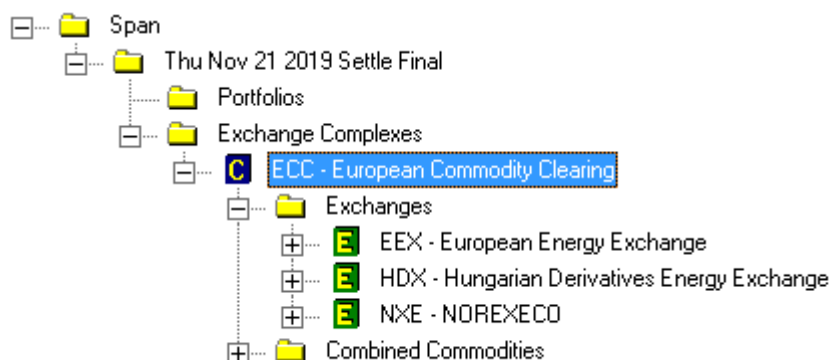 Span
Thu Nov 21 2019 Settle Final
Portfolios
Exchange Complexes
C ECC - European Commodity Clearing
Exchanges
E EEX - European Energy Exchange
E HDX - Hungarian Derivatives Energy Exchange
E NXE - NOREXECO
Combined Commodities